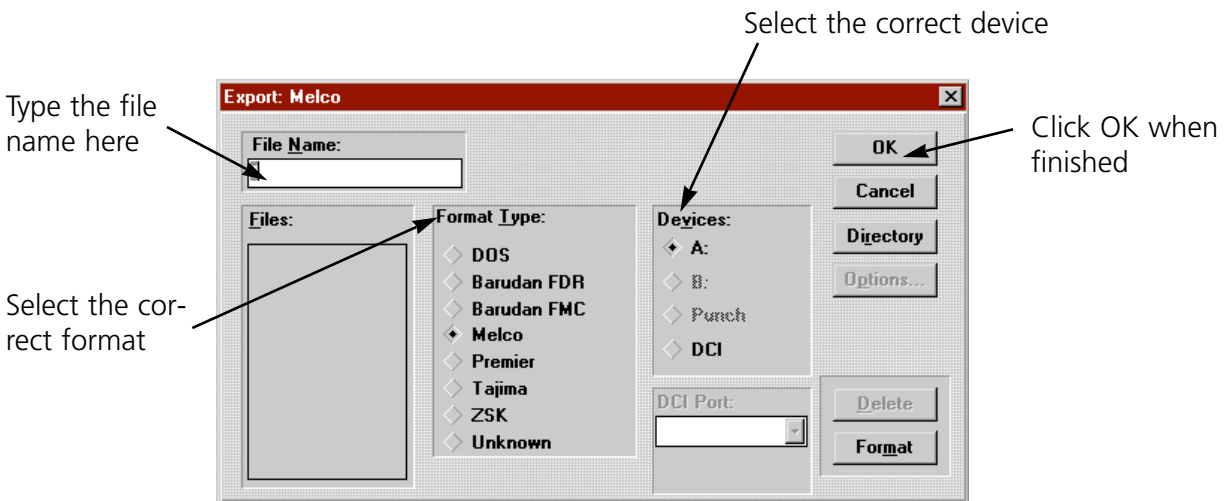 Select the correct device
Type the file
name here
Export: Melco
File Name:
OK
Click OK when
finished
Cancel
Files:
Format Type:
Devices:
Directory
DOS
A:
Barudan FDR
B:
Options...
Barudan FMC
Punch
Select the cor-
rect format
Melco
DCI
Premier
Tajima
DCI Port:
Delete
ZSK
Unknown
Format